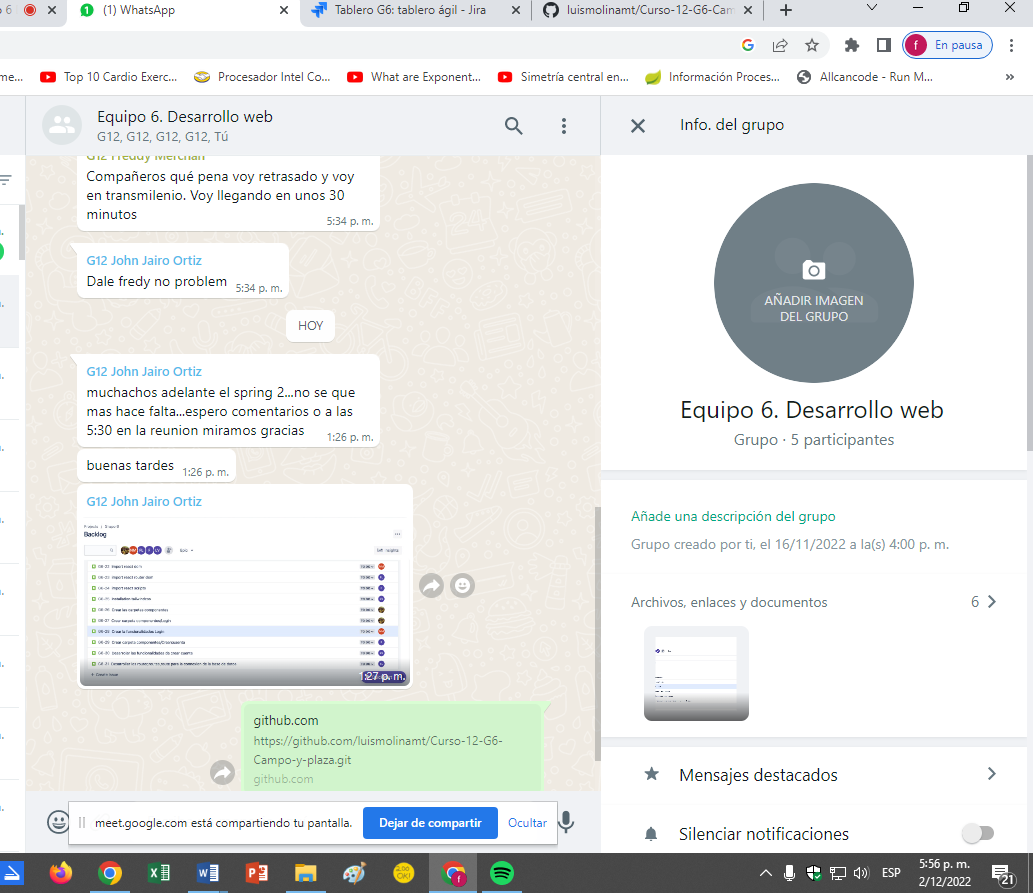 (1) WhatsApp
Tablero G6: tablero ágil - Jira
luismolinamt/Curso-12-G6-Cam
f En pausa
me...
Top 10 Cardio Exerc...
Procesador Intel Co...
What are Exponent...
Simetría central en...
Información Proces...
Allcancode - Run M...
»
Equipo 6. Desarrollo web
G12, G12, G12, G12, Tú
Info. del grupo
G12 Freddy Merchan
Compañeros qué pena voy retrasado y voy
en transmilenio. Voy llegando en unos 30
minutos
5:34 p. m.
G12 John Jairo Ortiz
Dale fredy no problem
5:34 p. m.
HOY
G12 John Jairo Ortiz
muchachos adelante el spring 2...no se que
mas hace falta...espero comentarios o a las
5:30 en la reunion miramos gracias
1:26 p. m.
buenas tardes
1:26 p. m.
G12 John Jairo Ortiz
Backlog
1:27 p. m.
github.com
https://github.com/luismolinamt/Curso-12-G6-
Campo-y-plaza.git
github.com
AÑADIR IMAGEN
DEL GRUPO
Equipo 6. Desarrollo web
Grupo · 5 participantes
Añade una descripción del grupo
Grupo creado por ti, el 16/11/2022 a la(s) 4:00 p. m.
Archivos, enlaces y documentos
6
Mensajes destacados
Silenciar notificaciones
meet.google.com está compartiendo tu pantalla.
Dejar de compartir
Ocultar
ESP
5:56 p. m.
2/12/2022
21